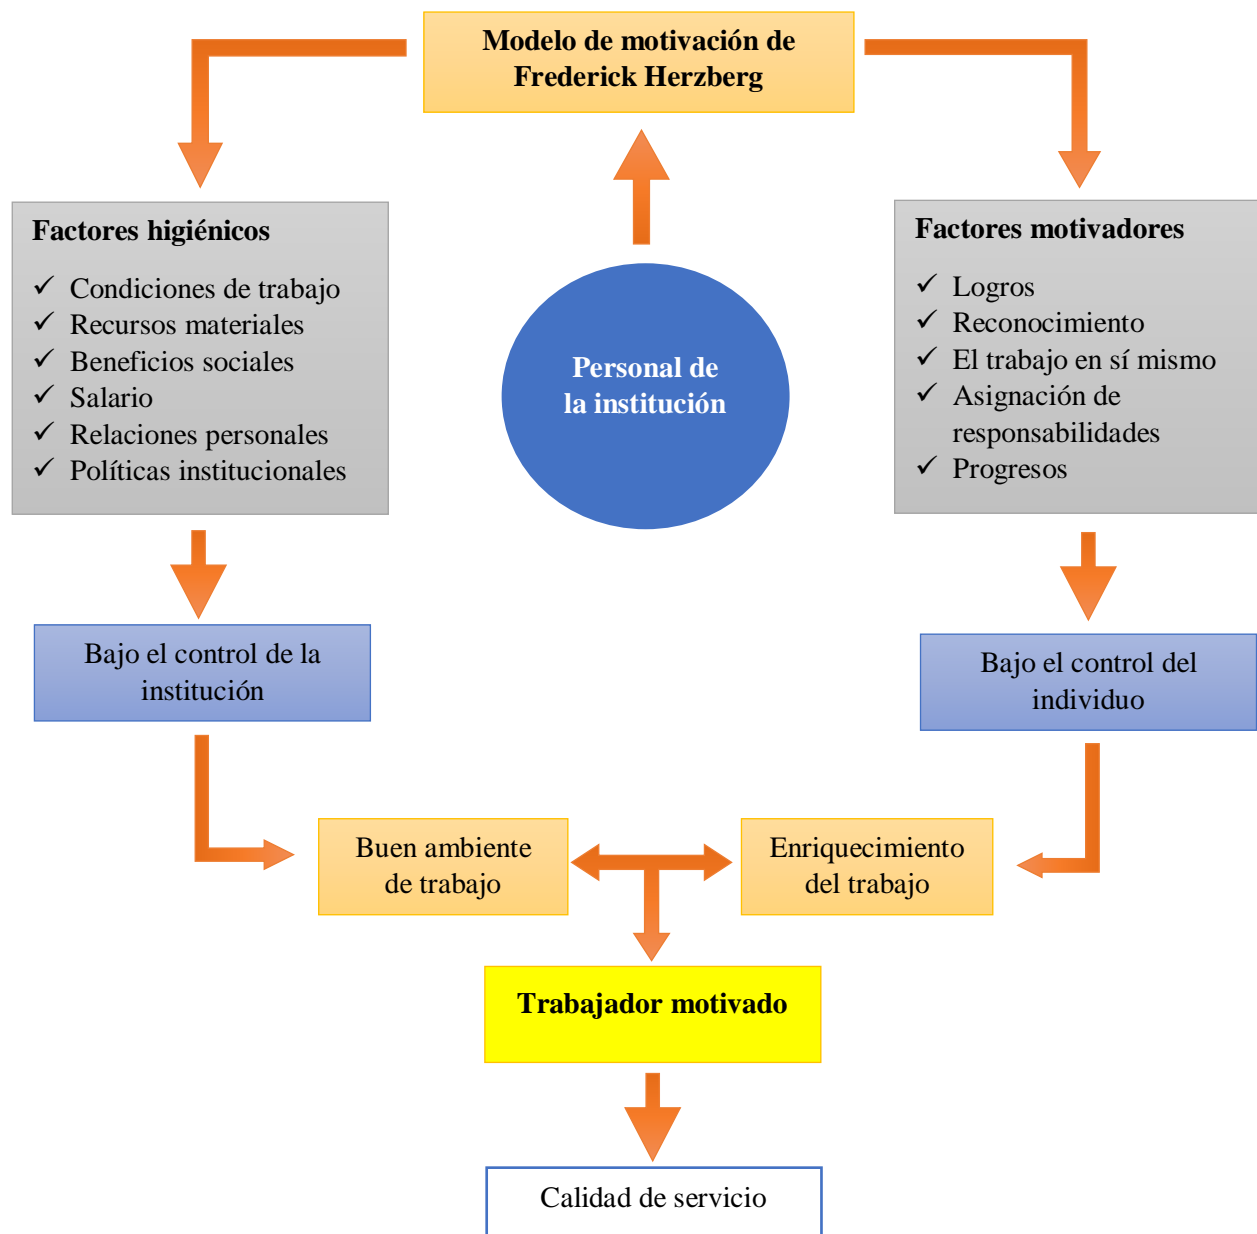 Modelo de motivación de
Frederick Herzberg
Factores higiénicos
✓ Condiciones de trabajo
✓ Recursos materiales
✓ Beneficios sociales
✓ Salario
✓ Relaciones personales
✓ Políticas institucionales
Personal de
la institución
Factores motivadores
✓ Logros
✓ Reconocimiento
✓ El trabajo en sí mismo
✓ Asignación de
responsabilidades
✓ Progresos
Bajo el control de la
institución
Bajo el control del
individuo
Buen ambiente
de trabajo
Enriquecimiento
del trabajo
Trabajador motivado
Calidad de servicio